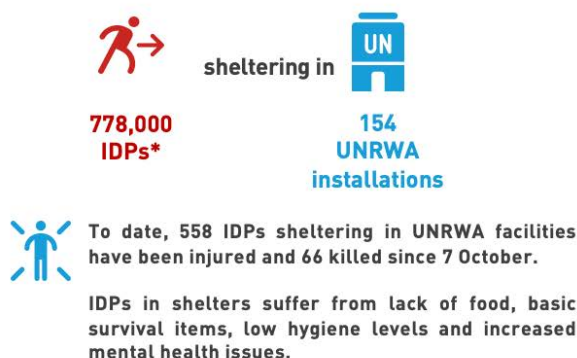 UN
sheltering in
778,000
IDPs*
154
UNRWA
installations
To date, 558 IDPs sheltering in UNRWA facilities
have been injured and 66 killed since 7 October.
IDPs in shelters suffer from lack of food, basic
survival items, low hygiene levels and increased
mental health issues.